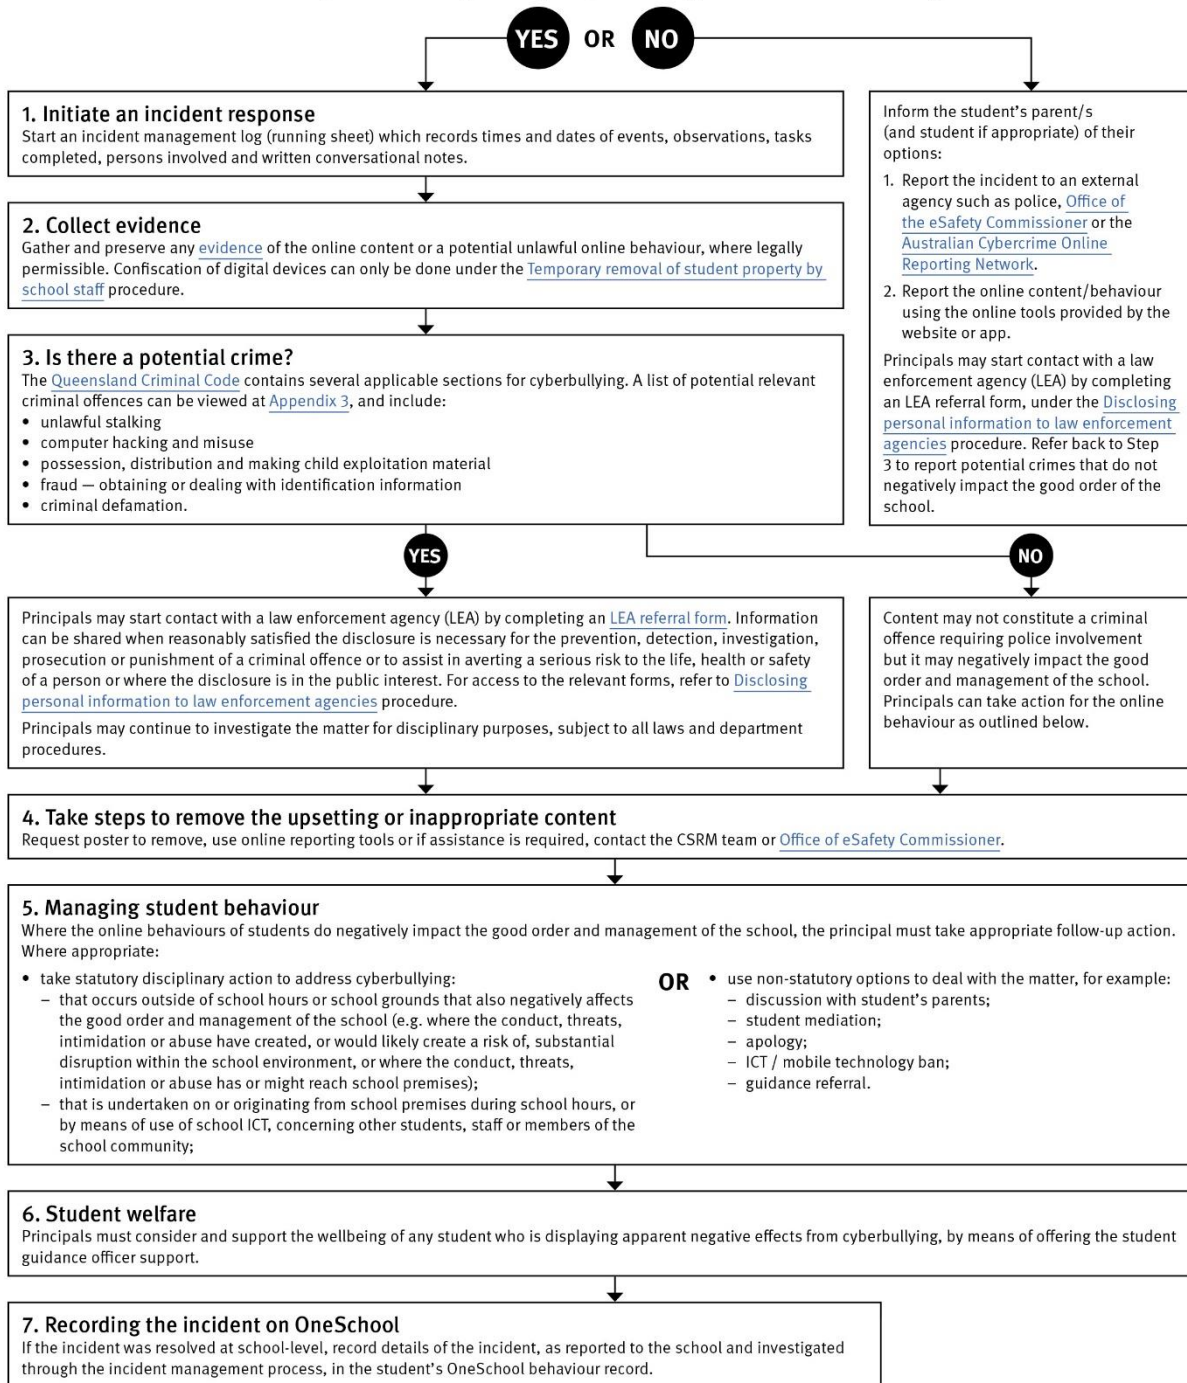 YES OR NO
1. Initiate an incident response
Start an incident management log (running sheet) which records times and dates of events, observations, tasks
completed, persons involved and written conversational notes.
Inform the student's parent/s
(and student if appropriate) of their
options:
1. Report the incident to an external
agency such as police, Office of
the eSafety Commissioner or the
Australian Cybercrime Online
Reporting Network.
2. Report the online content/behaviour
using the online tools provided by the
website or app.
Principals may start contact with a law
enforcement agency (LEA) by completing
an LEA referral form, under the Disclosing
personal information to law enforcement
agencies procedure. Refer back to Step
3 to report potential crimes that do not
negatively impact the good order of the
school.
2. Collect evidence
Gather and preserve any evidence of the online content or a potential unlawful online behaviour, where legally
permissible. Confiscation of digital devices can only be done under the Temporary removal of student property by
school staff procedure.
3. Is there a potential crime?
The Queensland Criminal Code contains several applicable sections for cyberbullying. A list of potential relevant
criminal offences can be viewed at Appendix 3, and include:
• unlawful stalking
• computer hacking and misuse
• possession, distribution and making child exploitation material
• fraud — obtaining or dealing with identification information
• criminal defamation.
YES
NO
Principals may start contact with a law enforcement agency (LEA) by completing an LEA referral form. Information
can be shared when reasonably satisfied the disclosure is necessary for the prevention, detection, investigation,
prosecution or punishment of a criminal offence or to assist in averting a serious risk to the life, health or safety
of a person or where the disclosure is in the public interest. For access to the relevant forms, refer to Disclosing
personal information to law enforcement agencies procedure.
Principals may continue to investigate the matter for disciplinary purposes, subject to all laws and department
procedures.
Content may not constitute a criminal
offence requiring police involvement
but it may negatively impact the good
order and management of the school.
Principals can take action for the online
behaviour as outlined below.
4. Take steps to remove the upsetting or inappropriate content
Request poster to remove, use online reporting tools or if assistance is required, contact the CSRM team or Office of eSafety Commissioner.
5. Managing student behaviour
Where the online behaviours of students do negatively impact the good order and management of the school, the principal must take appropriate follow-up action.
Where appropriate:
• take statutory disciplinary action to address cyberbullying:
– that occurs outside of school hours or school grounds that also negatively affects
the good order and management of the school (e.g. where the conduct, threats,
intimidation or abuse have created, or would likely create a risk of, substantial
disruption within the school environment, or where the conduct, threats,
intimidation or abuse has or might reach school premises);
– that is undertaken on or originating from school premises during school hours, or
by means of use of school ICT, concerning other students, staff or members of the
school community;
OR
• use non-statutory options to deal with the matter, for example:
– discussion with student's parents;
– student mediation;
– apology;
– ICT / mobile technology ban;
– guidance referral.
6. Student welfare
Principals must consider and support the wellbeing of any student who is displaying apparent negative effects from cyberbullying, by means of offering the student
guidance officer support.
7. Recording the incident on OneSchool
If the incident was resolved at school-level, record details of the incident, as reported to the school and investigated
through the incident management process, in the student's OneSchool behaviour record.